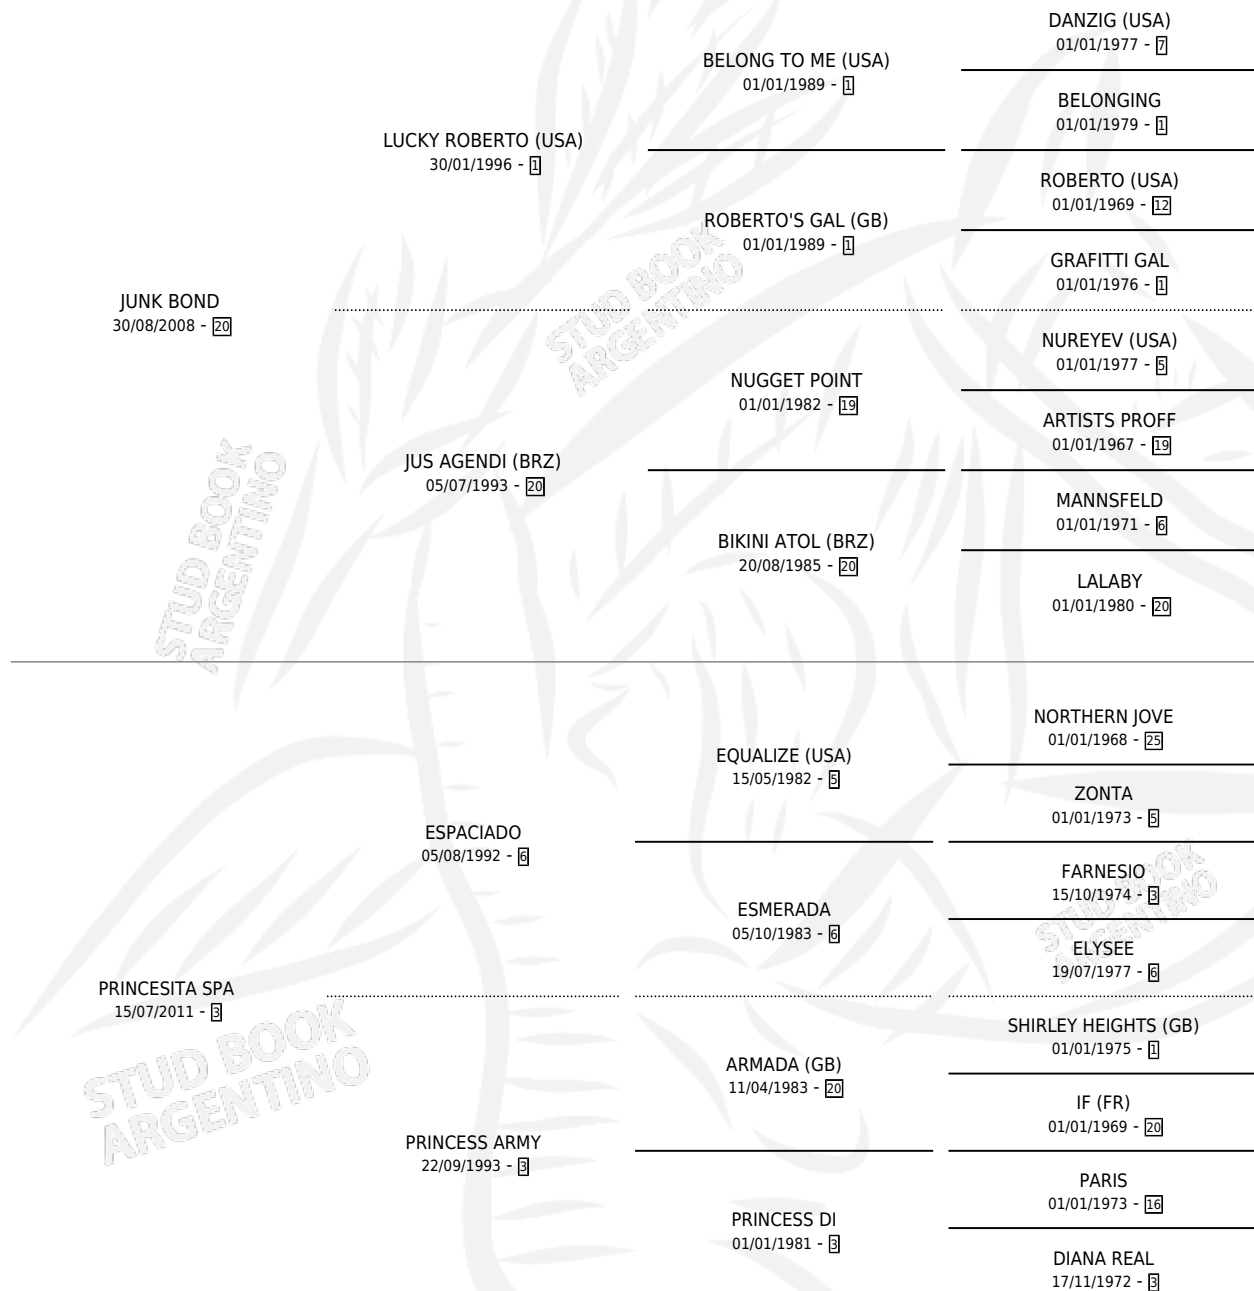 DANZIG (USA)
01/01/1977 - 7
BELONG TO ME (USA)
01/01/1989 - 1
BELONGING
01/01/1979 - 1
LUCKY ROBERTO (USA)
30/01/1996 - 1
ROBERTO (USA)
01/01/1969 - 12
ROBERTO'S GAL (GB)
01/01/1989 - 1
GRAFITTI GAL
01/01/1976 - 1
JUNK BOND
30/08/2008 - 20
NUREYEV (USA)
01/01/1977 - 5
NUGGET POINT
01/01/1982 - 19
ARTISTS PROFF
01/01/1967 - 19
JUS AGENDI (BRZ)
05/07/1993 - 20
MANNSFELD
01/01/1971 - 6
BIKINI ATOL (BRZ)
20/08/1985 - 20
LALABY
01/01/1980 - 20
NORTHERN JOVE
01/01/1968 - 25
EQUALIZE (USA)
15/05/1982 - 5
ZONTA
01/01/1973 - 5
ESPACIADO
05/08/1992 - 6
FARNESIO
15/10/1974 - 3
ESMERADA
05/10/1983 - 6
ELYSEE
19/07/1977 - 6
PRINCESITA SPA
15/07/2011 - 3
SHIRLEY HEIGHTS (GB)
01/01/1975 - 1
ARMADA (GB)
11/04/1983 - 20
IF (FR)
01/01/1969 - 20
PRINCESS ARMY
22/09/1993 - 3
PARIS
01/01/1973 - 16
PRINCESS DI
01/01/1981 - 3
DIANA REAL
17/11/1972 - 3
STUD BOOK
ARGENTINO
STUD BOOK
ARGENTINO
STUD BOOK
ARGENTINO
STUD BOOK
ARGENTINO